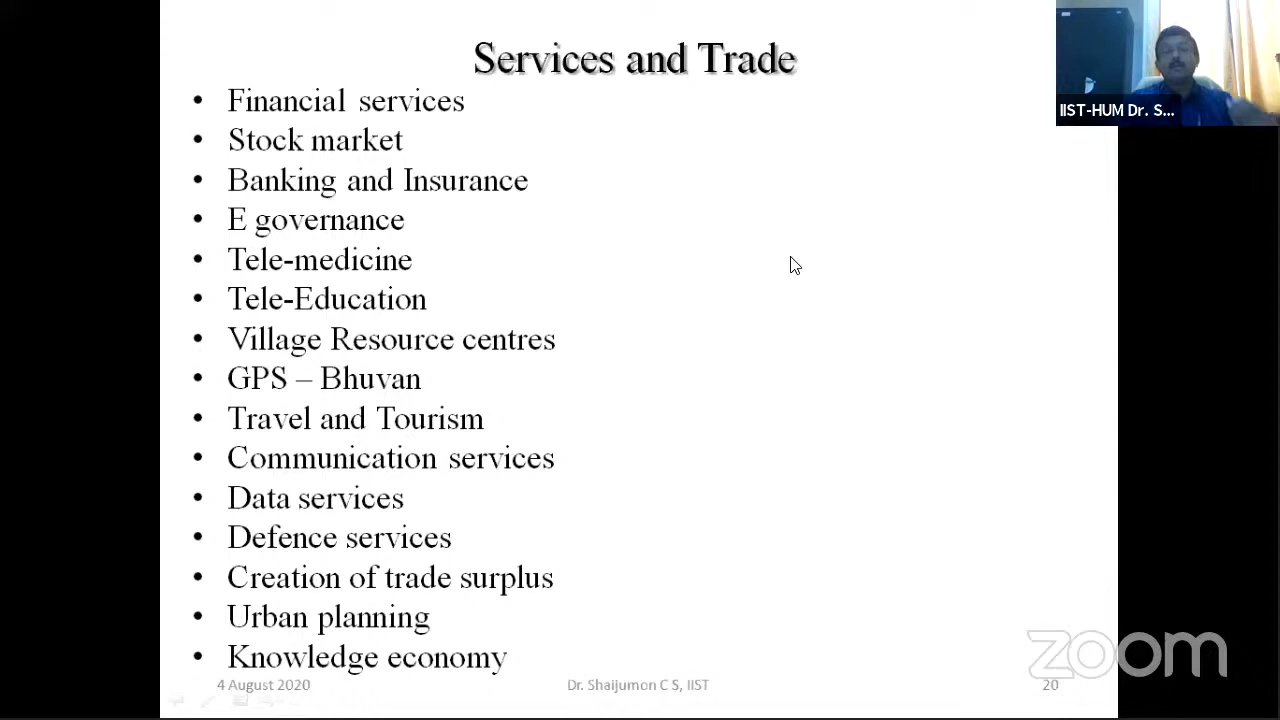 Services and Trade
• Financial services
• Stock market
• Banking and Insurance
• E governance
• Tele-medicine
• Tele-Education
• Village Resource centres
• GPS – Bhuvan
• Travel and Tourism
• Communication services
• Data services
• Defence services
• Creation of trade surplus
• Urban planning
• Knowledge economy
4 August 2020
Dr. Shaijumon C S, IIST
20
IIST-HUM Dr. S...
zoom